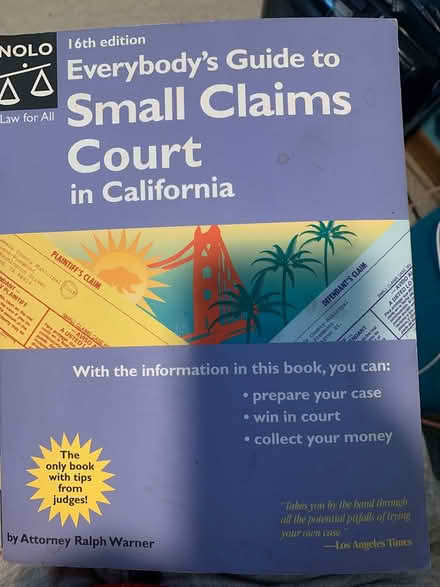 NOLO
Law for All
16th edition
Everybody's Guide to
Small Claims
Court
in California
PLAINTIFF'S CLAIM
DEFENDANT'S CLAIM
With the information in this book, you can:
• prepare your case
• win in court
• collect your money
The
only book
with tips
from
judges!
by Attorney Ralph Warner
"Takes you by the hand through
all the potential pitfalls of trying
your own case."
—Los Angeles Times